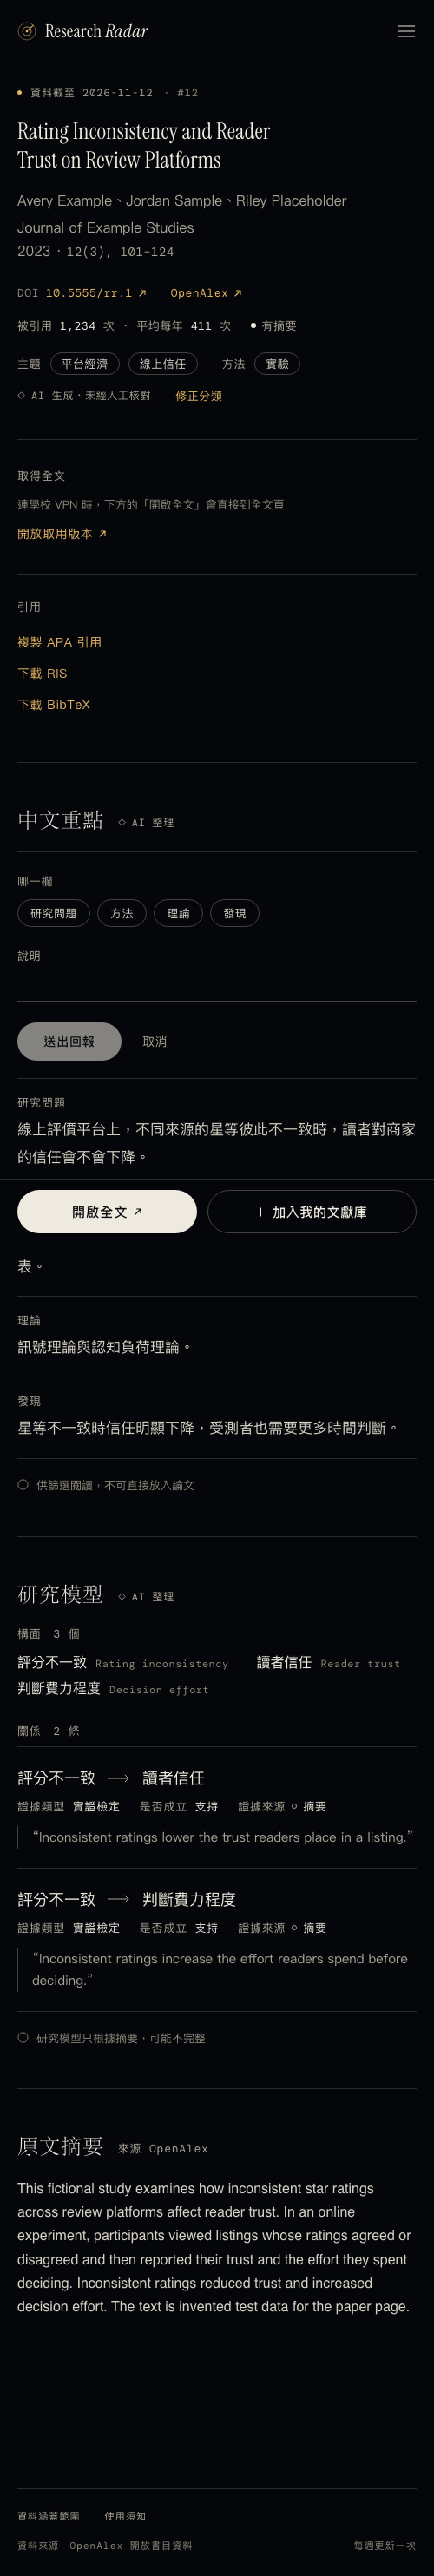 Research Radar
資料截至 2026-11-12 · #12
Rating Inconsistency and Reader
Trust on Review Platforms
Avery Example、Jordan Sample、Riley Placeholder
Journal of Example Studies
2023 · 12(3), 101–124
DOI 10.5555/rr.1 ↗ OpenAlex ↗
被引用 1,234 次 · 平均每年 411 次 有摘要
主題 平台經濟 線上信任 方法 實驗
◇ AI 生成·未經人工核對 修正分類
取得全文
連學校 VPN 時，下方的「開啟全文」會直接到全文頁
開放取用版本 ↗
引用
複製 APA 引用
下載 RIS
下載 BibTeX
中文重點 ◇ AI 整理
哪一欄
研究問題 方法 理論 發現
說明
送出回報 取消
研究問題
線上評價平台上，不同來源的星等彼此不一致時，讀者對商家
的信任會不會下降。
開啟全文 ↗ ＋ 加入我的文獻庫
表。
理論
訊號理論與認知負荷理論。
發現
星等不一致時信任明顯下降，受測者也需要更多時間判斷。
ⓘ 供篩選閱讀，不可直接放入論文
研究模型 ◇ AI 整理
構面 3 個
評分不一致 Rating inconsistency 讀者信任 Reader trust
判斷費力程度 Decision effort
關係 2 條
評分不一致 → 讀者信任
證據類型 實證檢定 是否成立 支持 證據來源 ○ 摘要
“Inconsistent ratings lower the trust readers place in a listing.”
評分不一致 → 判斷費力程度
證據類型 實證檢定 是否成立 支持 證據來源 ○ 摘要
“Inconsistent ratings increase the effort readers spend before
deciding.”
ⓘ 研究模型只根據摘要，可能不完整
原文摘要 來源 OpenAlex
This fictional study examines how inconsistent star ratings
across review platforms affect reader trust. In an online
experiment, participants viewed listings whose ratings agreed or
disagreed and then reported their trust and the effort they spent
deciding. Inconsistent ratings reduced trust and increased
decision effort. The text is invented test data for the paper page.
資料涵蓋範圍 使用須知
資料來源 OpenAlex 開放書目資料 每週更新一次